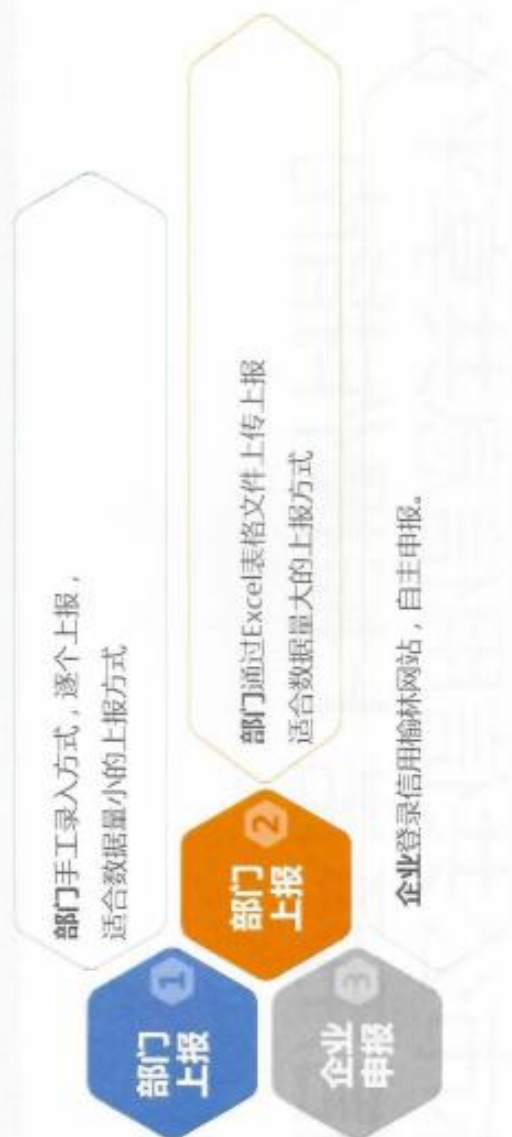 部门
上报
1
部门手工录入方式，逐个上报，
适合数据量小的上报方式
部门
上报
2
部门通过Excel表格文件上传上报
适合数据量大的上报方式
企业
申报
3
企业登录信用榆林网站，自主申报。